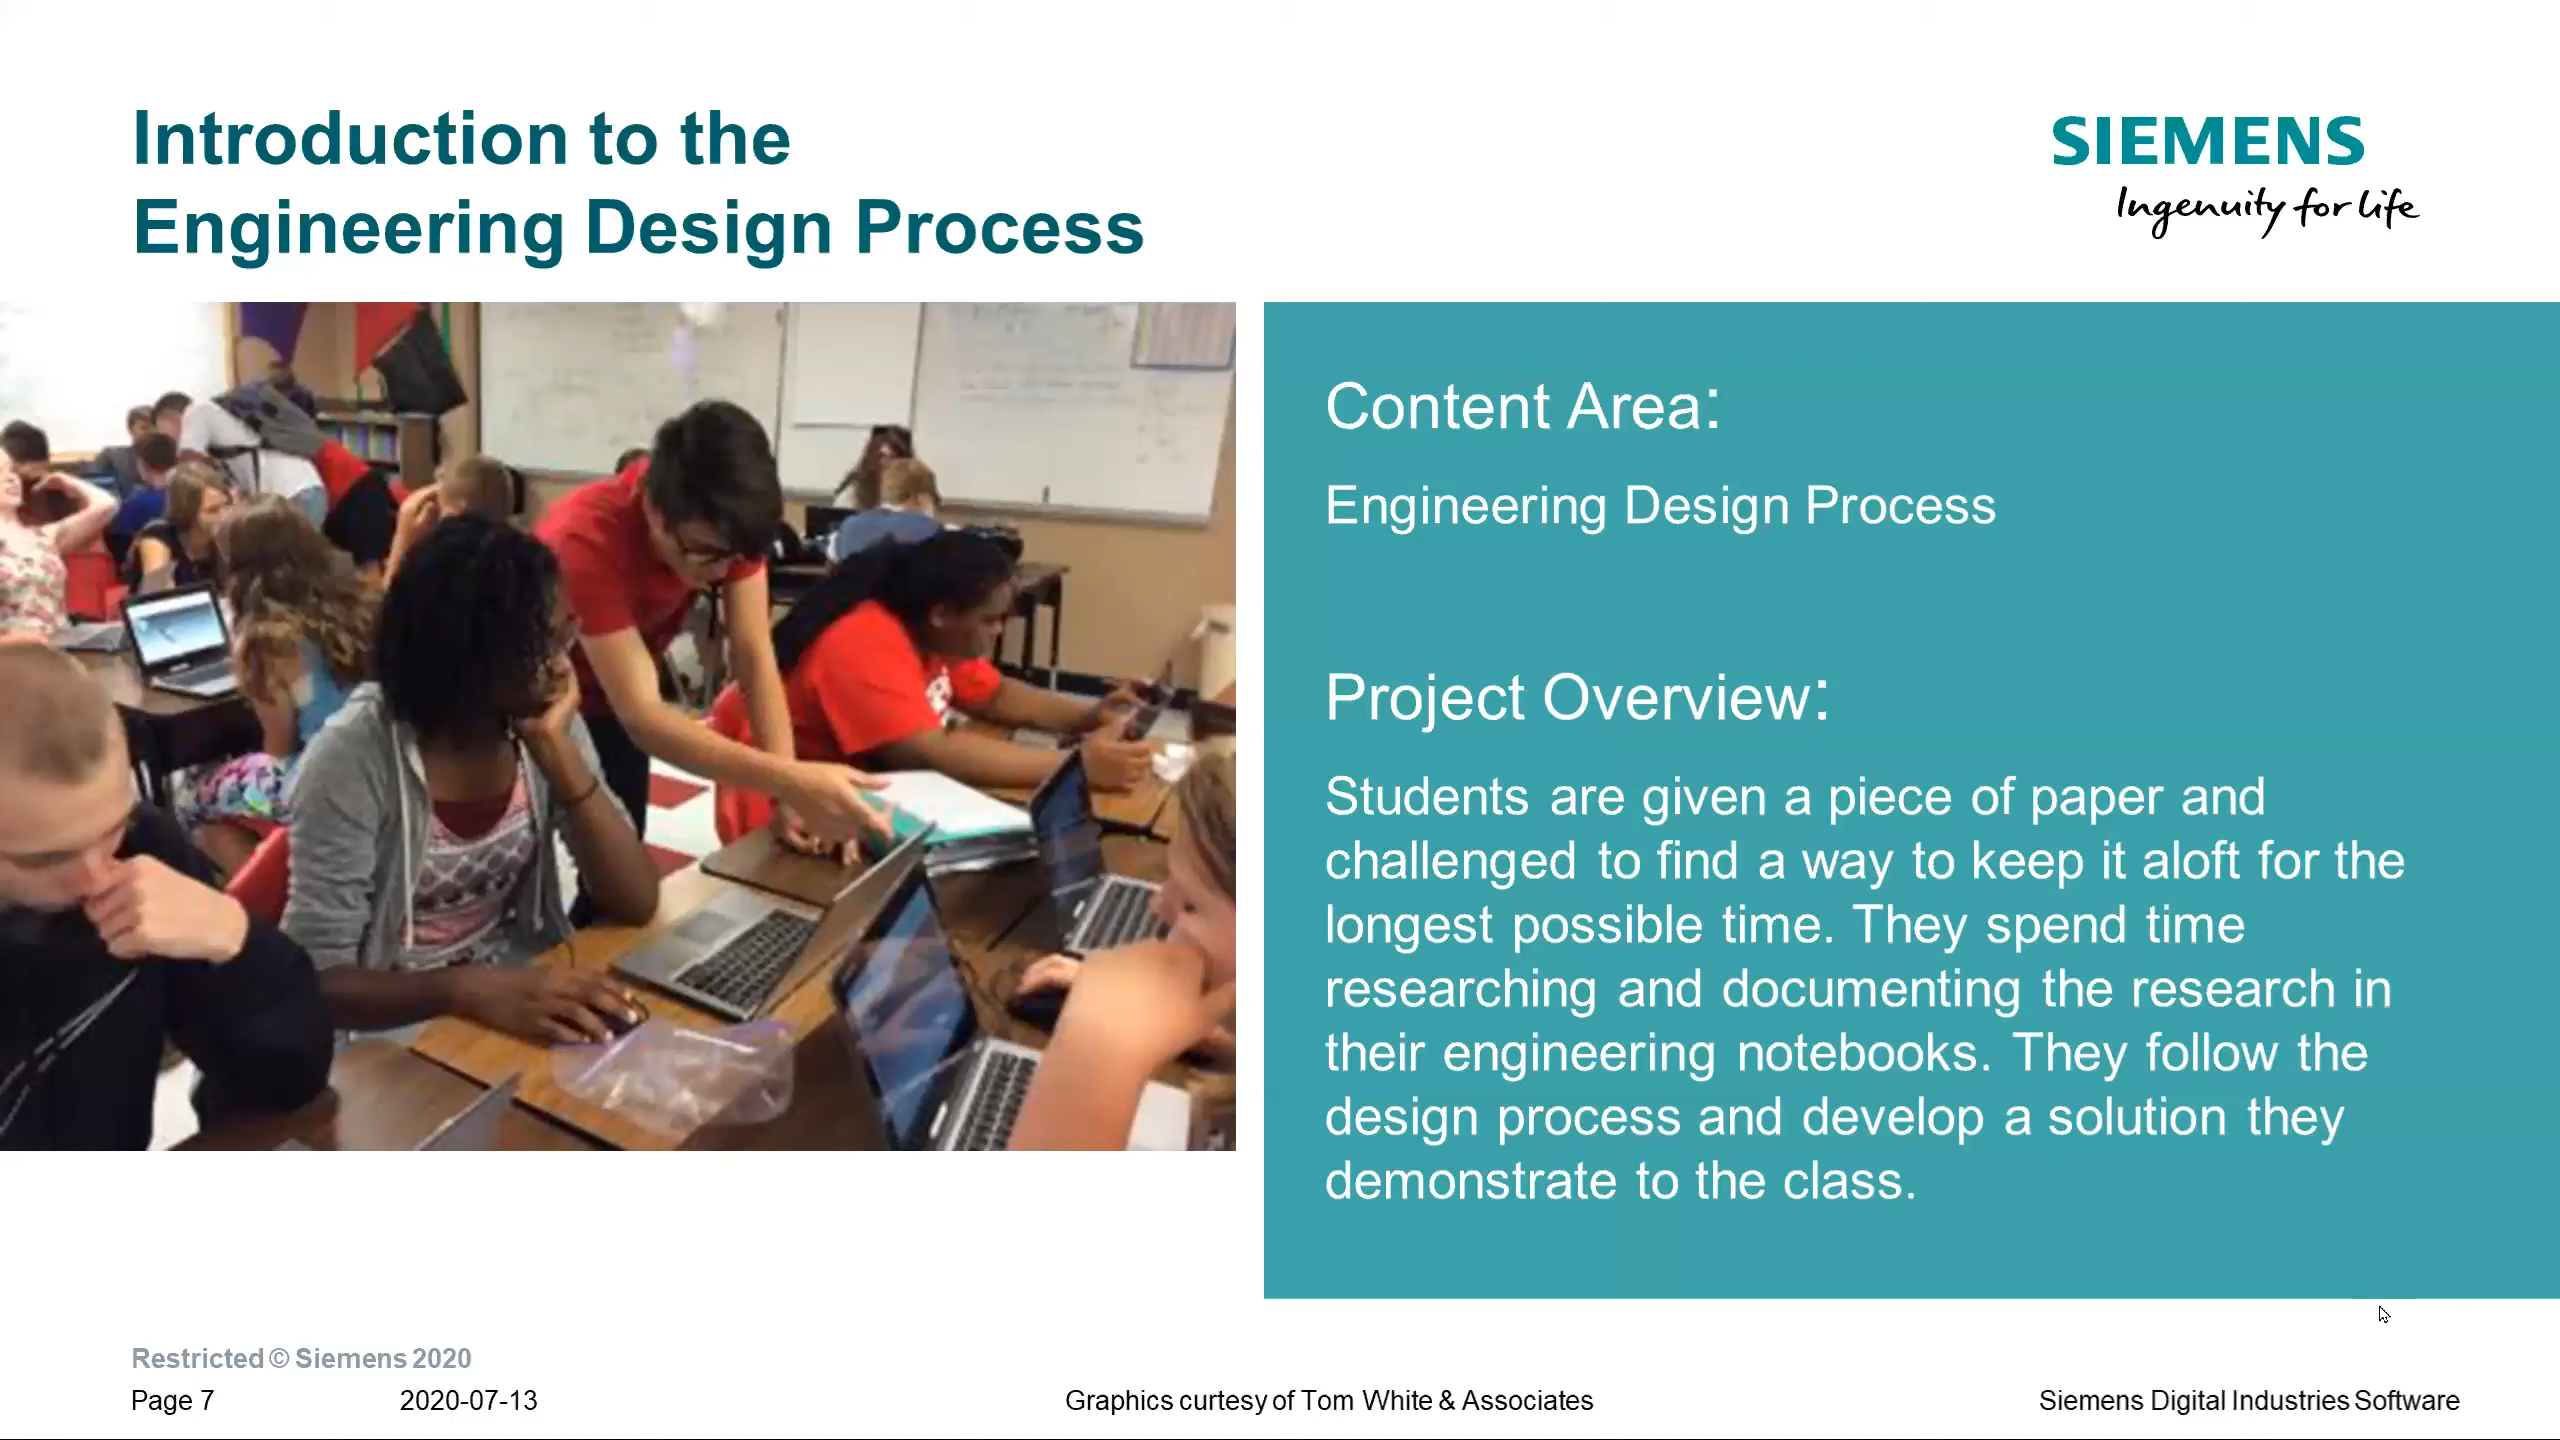 Introduction to the
Engineering Design Process
SIEMENS
Ingenuity for life
Content Area:
Engineering Design Process
Project Overview:
Students are given a piece of paper and
challenged to find a way to keep it aloft for the
longest possible time. They spend time
researching and documenting the research in
their engineering notebooks. They follow the
design process and develop a solution they
demonstrate to the class.
Restricted © Siemens 2020
Page 7 2020-07-13 Graphics curtesy of Tom White & Associates Siemens Digital Industries Software